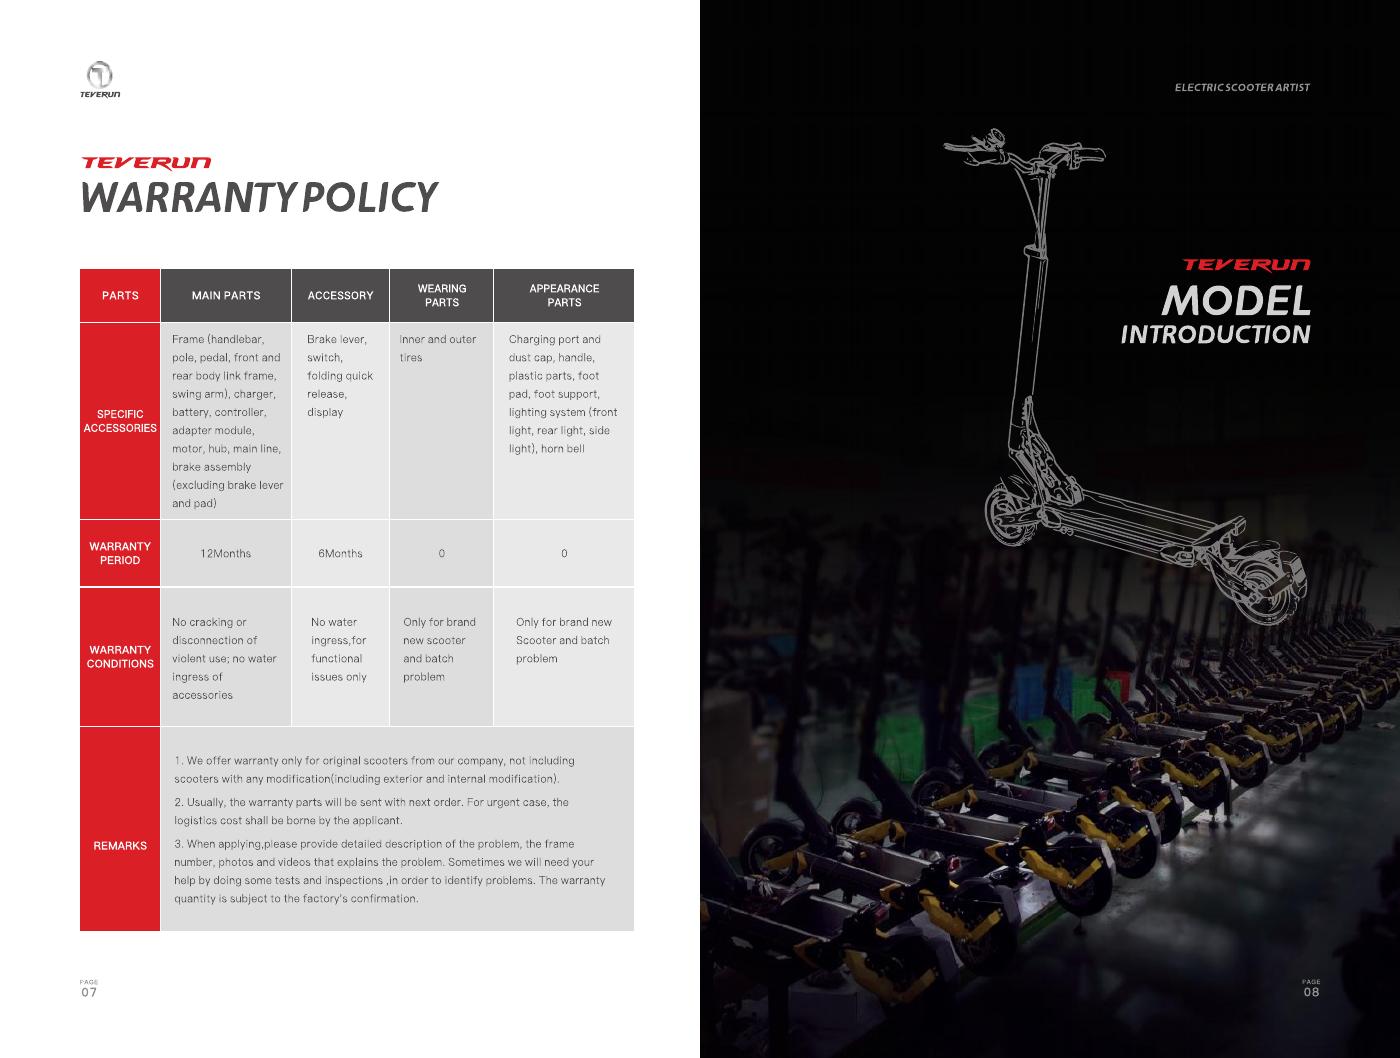 TEVERUN
TEVERUN
WARRANTY POLICY
PARTS
MAIN PARTS
ACCESSORY
WEARING
PARTS
APPEARANCE
PARTS
SPECIFIC
ACCESSORIES
Frame (handlebar,
pole, pedal, front and
rear body link frame,
swing arm), charger,
battery, controller,
adapter module,
motor, hub, main line,
brake assembly
(excluding brake lever
and pad)
Brake lever,
switch,
folding quick
release,
display
Inner and outer
tires
Charging port and
dust cap, handle,
plastic parts, foot
pad, foot support,
lighting system (front
light, rear light, side
light), horn bell
WARRANTY
PERIOD
12Months
6Months
0
0
WARRANTY
CONDITIONS
No cracking or
disconnection of
violent use; no water
ingress of
accessories
No water
ingress,for
functional
issues only
Only for brand
new scooter
and batch
problem
Only for brand new
Scooter and batch
problem
REMARKS
1. We offer warranty only for original scooters from our company, not including
scooters with any modification(including exterior and internal modification).
2. Usually, the warranty parts will be sent with next order. For urgent case, the
logistics cost shall be borne by the applicant.
3. When applying,please provide detailed description of the problem, the frame
number, photos and videos that explains the problem. Sometimes we will need your
help by doing some tests and inspections ,in order to identify problems. The warranty
quantity is subject to the factory's confirmation.
PAGE
07
ELECTRIC SCOOTER ARTIST
TEVERUN
MODEL
INTRODUCTION
PAGE
08